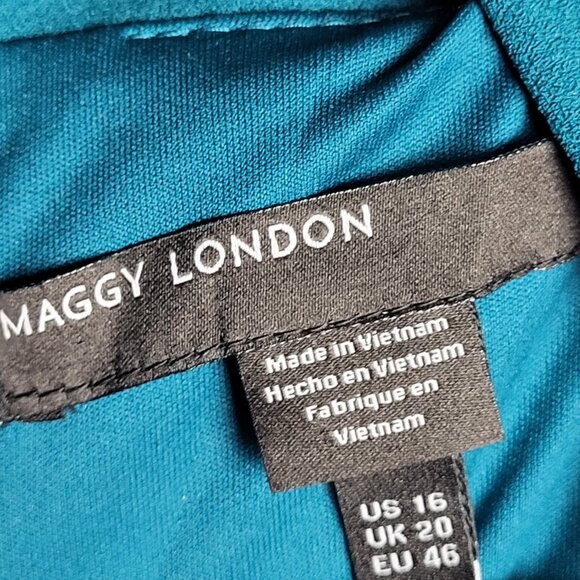 MAGGY LONDON
Made in Vietnam
Hecho en Vietnam
Fabrique en
Vietnam
US 16
UK 20
EU 46